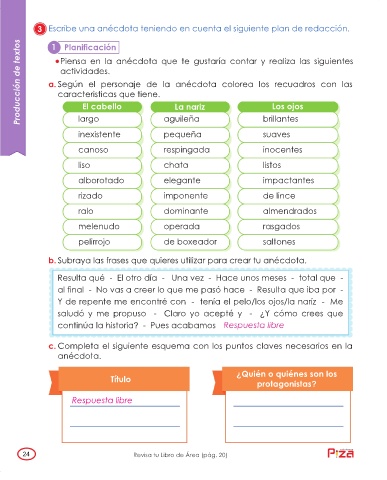 3 Escribe una anécdota teniendo en cuenta el siguiente plan de redacción.
Producción de textos
1 Planificación
• Piensa en la anécdota que te gustaría contar y realiza las siguientes
actividades.
a. Según el personaje de la anécdota colorea los recuadros con las
características que tiene.
El cabello La nariz Los ojos
largo aguileña brillantes
inexistente pequeña suaves
canoso respingada inocentes
liso chata listos
alborotado elegante impactantes
rizado imponente de lince
ralo dominante almendrados
melenudo operada rasgados
pelirrojo de boxeador saltones
b. Subraya las frases que quieres utilizar para crear tu anécdota.
Resulta qué - El otro día - Una vez - Hace unos meses - total que -
al final - No vas a creer lo que me pasó hace - Resulta que iba por -
Y de repente me encontré con - tenía el pelo/los ojos/la nariz - Me
saludó y me propuso - Claro yo acepté y - ¿Y cómo crees que
continúa la historia? - Pues acabamos Respuesta libre
c. Completa el siguiente esquema con los puntos claves necesarios en la
anécdota.
Título
¿Quién o quiénes son los
protagonistas?
Respuesta libre
24 Revisa tu Libro de Área (pág. 20)